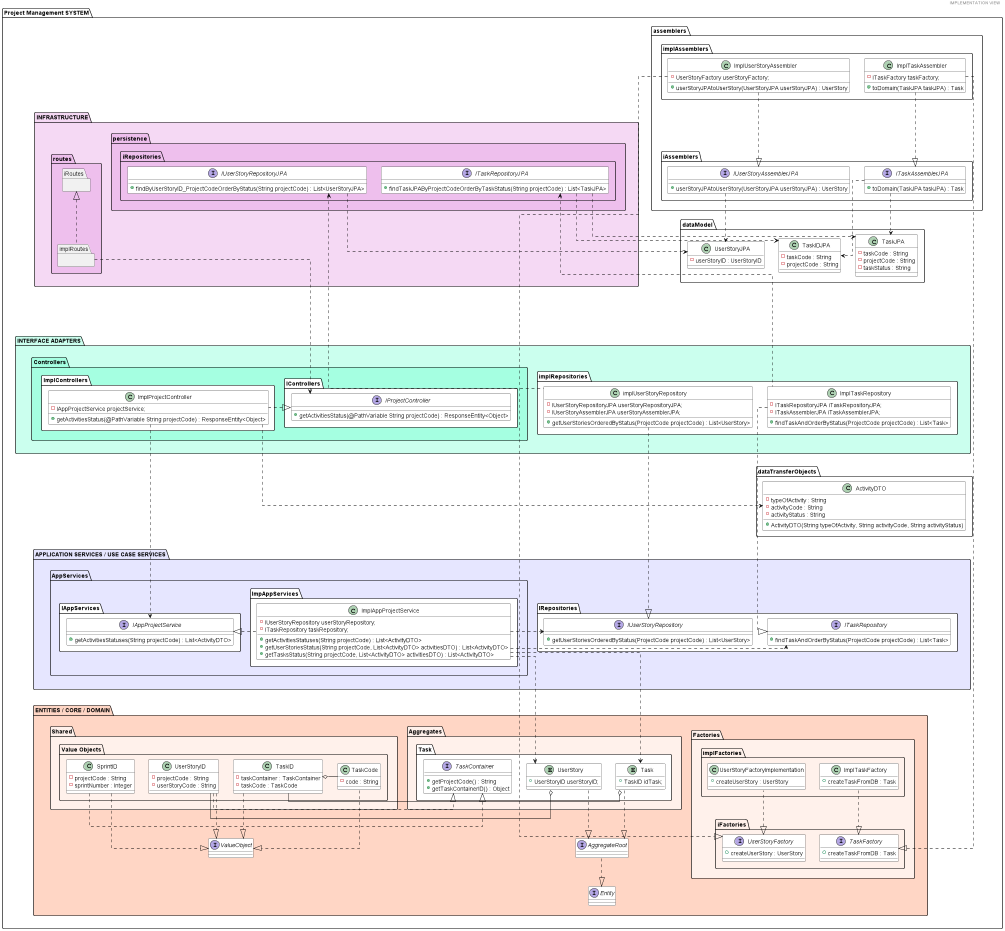 IMPLEMENTATION VIEW
Project Management SYSTEM
assemblers
implAssemblers
C ImplUserStoryAssembler
UserStoryFactory userStoryFactory;
userStoryJPAtoUserStory(UserStoryJPA userStoryJPA) : UserStory
C ImplTaskAssembler
iTaskFactory taskFactory;
toDomain(TaskJPA taskJPA) : Task
iAssemblers
I IUserStoryAssemblerJPA
userStoryJPAtoUserStory(UserStoryJPA userStoryJPA) : UserStory
I ITaskAssemblerJPA
toDomain(TaskJPA taskJPA) : Task
INFRASTRUCTURE
routes
iRoutes
implRoutes
persistence
iRepositories
I IUserStoryRepositoryJPA
findByUserStoryID_ProjectCodeOrderByStatus(String projectCode) : List<UserStoryJPA>
I ITaskRepositoryJPA
findTaskJPAByProjectCodeOrderByTaskStatus(String projectCode) : List<TaskJPA>
dataModel
C UserStoryJPA
userStoryID : UserStoryID
C TaskIDJPA
taskCode : String
projectCode : String
C TaskJPA
taskCode : String
projectCode : String
taskStatus : String
INTERFACE ADAPTERS
Controllers
ImplControllers
C ImplProjectController
IAppProjectService projectService;
getActivitiesStatus(@PathVariable String projectCode) : ResponseEntity<Object>
IControllers
I IProjectController
getActivitiesStatus(@PathVariable String projectCode) : ResponseEntity<Object>
implRepositories
C ImplUserStoryRepository
IUserStoryRepositoryJPA userStoryRepositoryJPA;
IUserStoryAssemblerJPA userStoryAssemblerJPA;
getUserStoriesOrderedByStatus(ProjectCode projectCode) : List<UserStory>
C ImplTaskRepository
ITaskRepositoryJPA iTaskRepositoryJPA;
ITaskAssemblerJPA iTaskAssemblerJPA;
findTaskAndOrderByStatus(ProjectCode projectCode) : List<Task>
dataTransferObjects
C ActivityDTO
typeOfActivity : String
activityCode : String
activityStatus : String
ActivityDTO(String typeOfActivity, String activityCode, String activityStatus)
APPLICATION SERVICES / USE CASE SERVICES
AppServices
IAppServices
I IAppProjectService
getActivitiesStatuses(String projectCode) : List<ActivityDTO>
ImpAppServices
C ImplAppProjectService
IUserStoryRepository userStoryRepository;
ITaskRepository taskRepository;
getActivitiesStatuses(String projectCode) : List<ActivityDTO>
getUserStoriesStatus(String projectCode, List<ActivityDTO> activitiesDTO) : List<ActivityDTO>
getTasksStatus(String projectCode, List<ActivityDTO> activitiesDTO) : List<ActivityDTO>
IRepositories
I IUserStoryRepository
getUserStoriesOrderedByStatus(ProjectCode projectCode) : List<UserStory>
I ITaskRepository
findTaskAndOrderByStatus(ProjectCode projectCode) : List<Task>
ENTITIES / CORE / DOMAIN
Shared
Value Objects
C SprintID
projectCode : String
sprintNumber : Integer
C UserStoryID
projectCode : String
userStoryCode : String
C TaskID
taskContainer : TaskContainer
taskCode : TaskCode
C TaskCode
code : String
Aggregates
Task
I TaskContainer
getProjectCode() : String
getTaskContainerID() : Object
E UserStory
UserStoryID userStoryID;
E Task
TaskID idTask;
Factories
implFactories
C UserStoryFactoryImplementation
createUserStory : UserStory
C ImplTaskFactory
createTaskFromDB : Task
iFactories
I UserStoryFactory
createUserStory : UserStory
I TaskFactory
createTaskFromDB : Task
I ValueObject
I AggregateRoot
I Entity